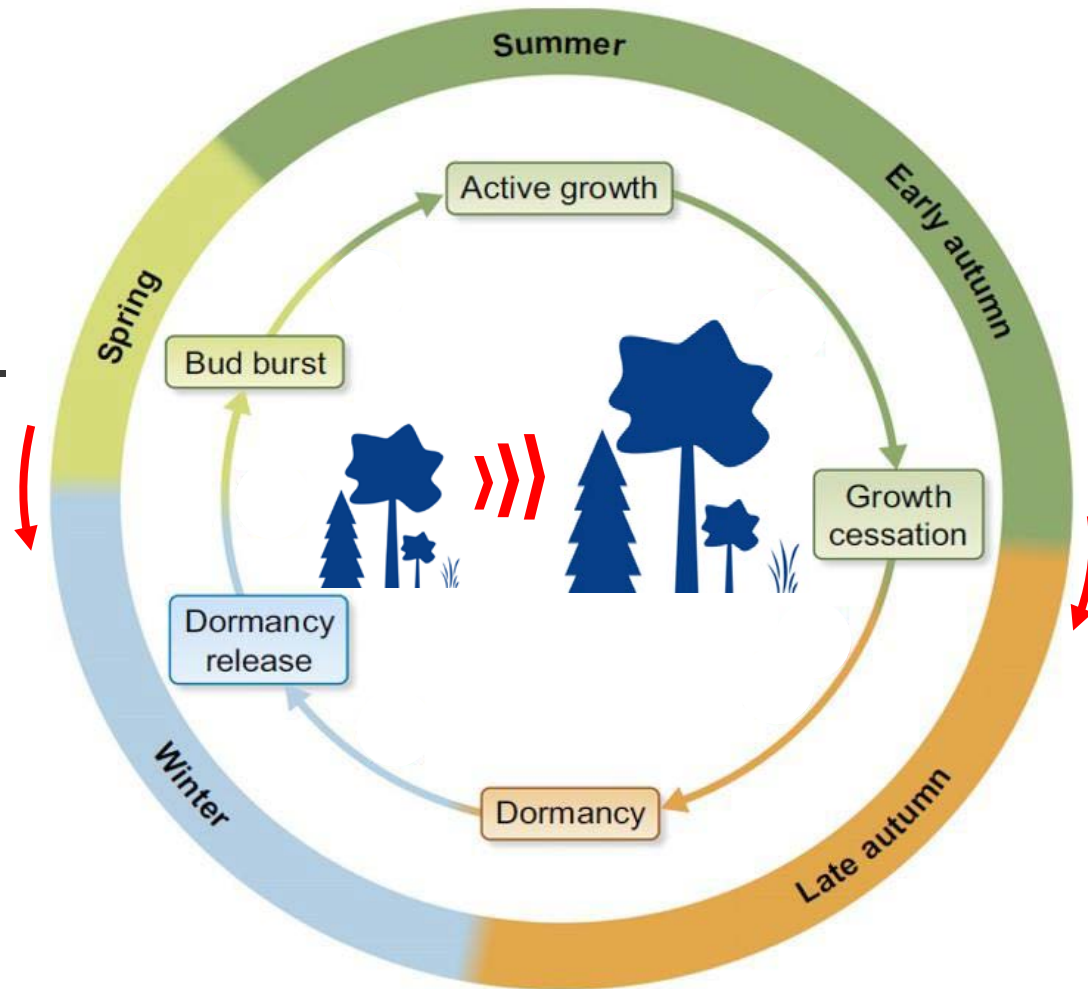 Summer
Active growth
Early autumn
Spring
Bud burst
Growth
cessation
Dormancy
release
Winter
Dormancy
Late autumn